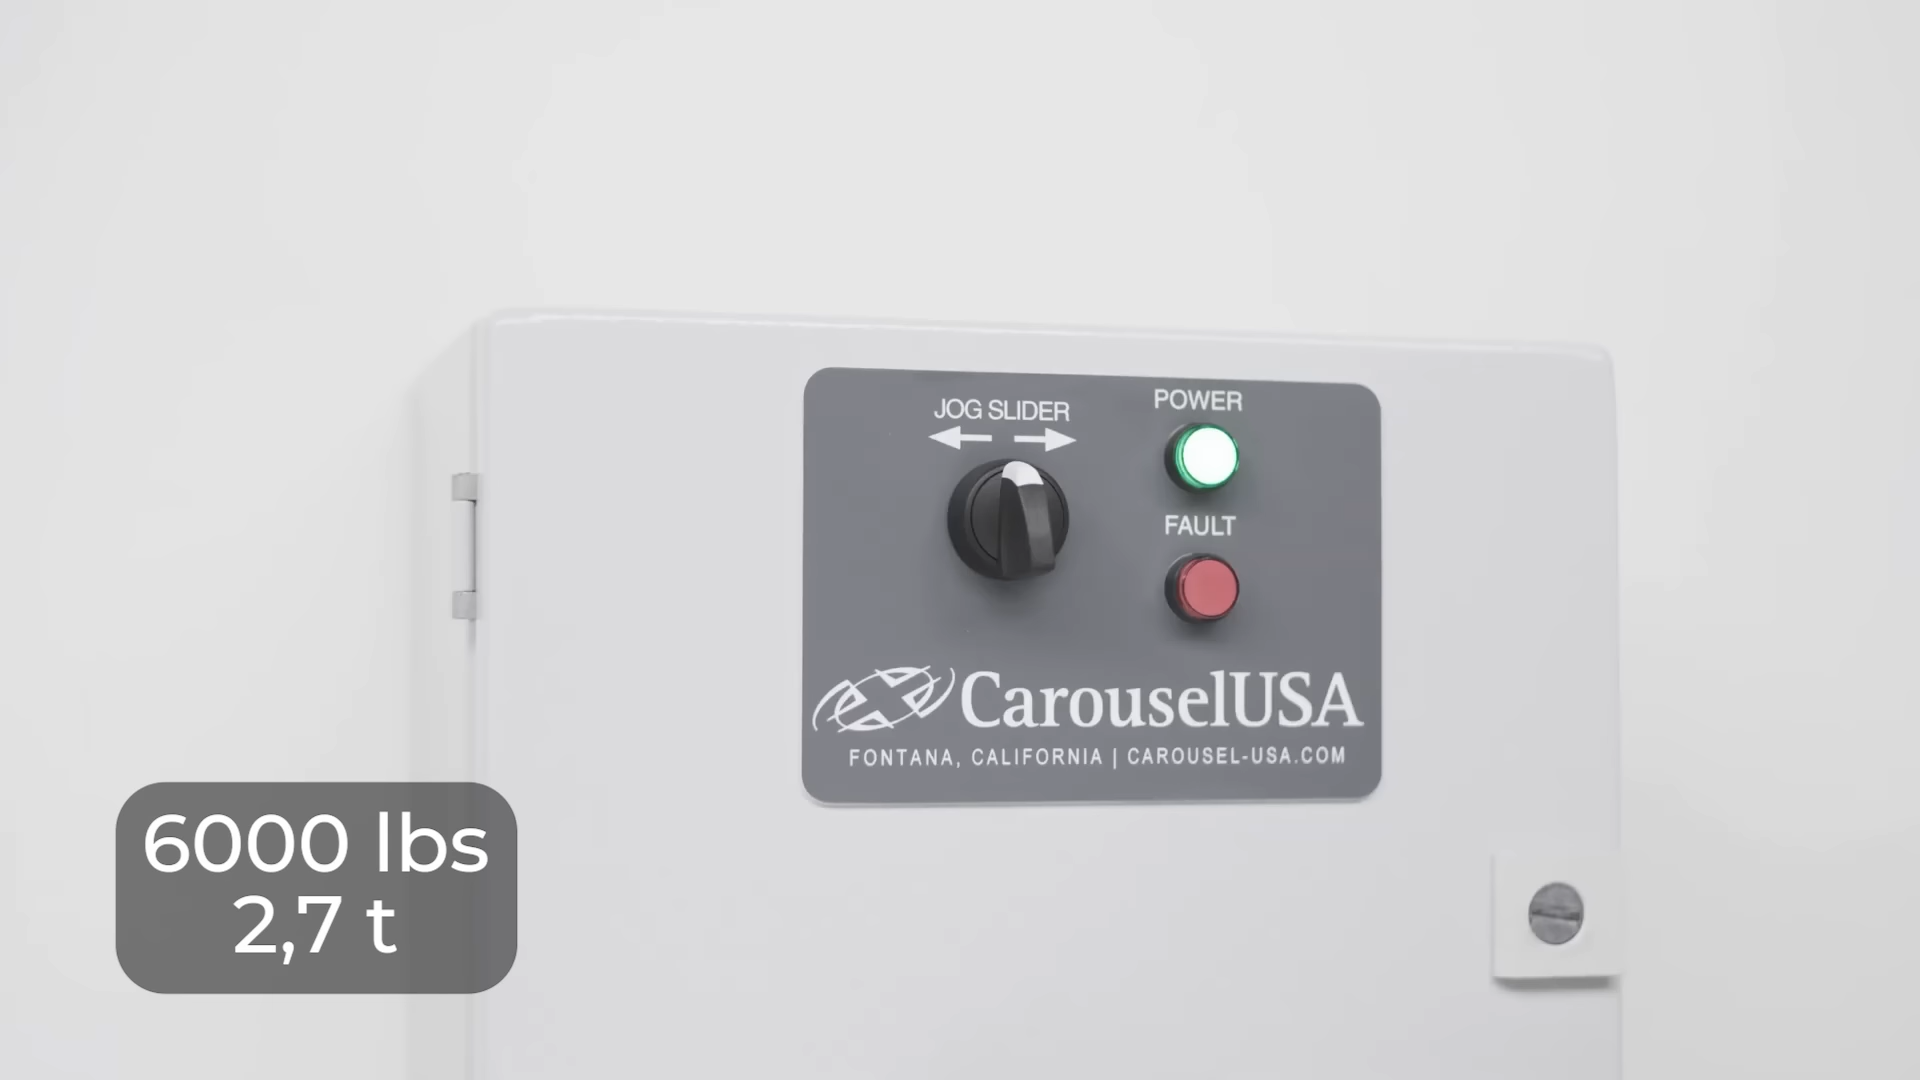 JOG SLIDER
POWER
FAULT
CarouselUSA
FONTANA, CALIFORNIA | CAROUSEL-USA.COM
6000 lbs
2,7 t